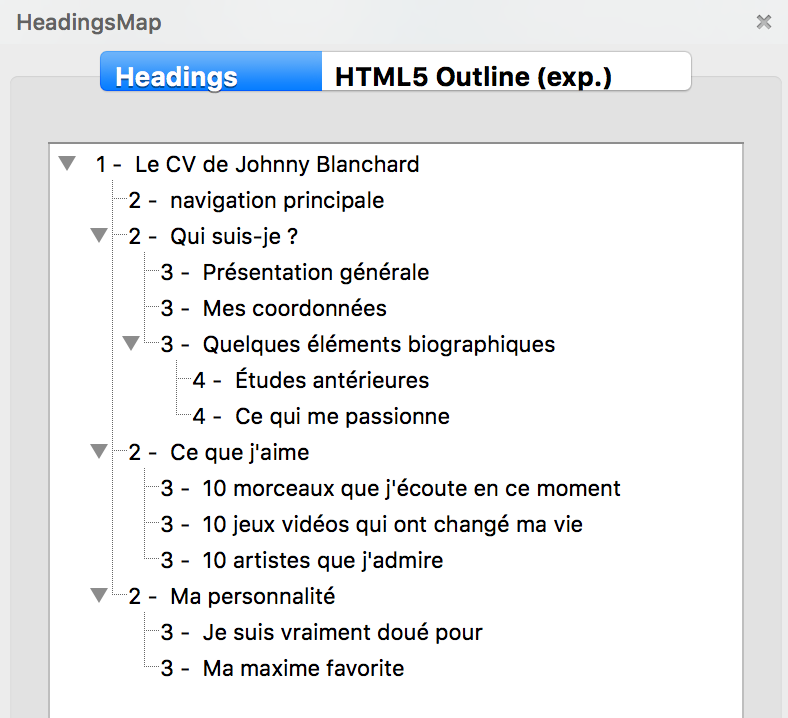 HeadingsMap
Headings HTML5 Outline (exp.)
1 - Le CV de Johnny Blanchard
2 - navigation principale
2 - Qui suis-je ?
3 - Présentation générale
3 - Mes coordonnées
3 - Quelques éléments biographiques
4 - Études antérieures
4 - Ce qui me passionne
2 - Ce que j'aime
3 - 10 morceaux que j'écoute en ce moment
3 - 10 jeux vidéos qui ont changé ma vie
3 - 10 artistes que j'admire
2 - Ma personnalité
3 - Je suis vraiment doué pour
3 - Ma maxime favorite